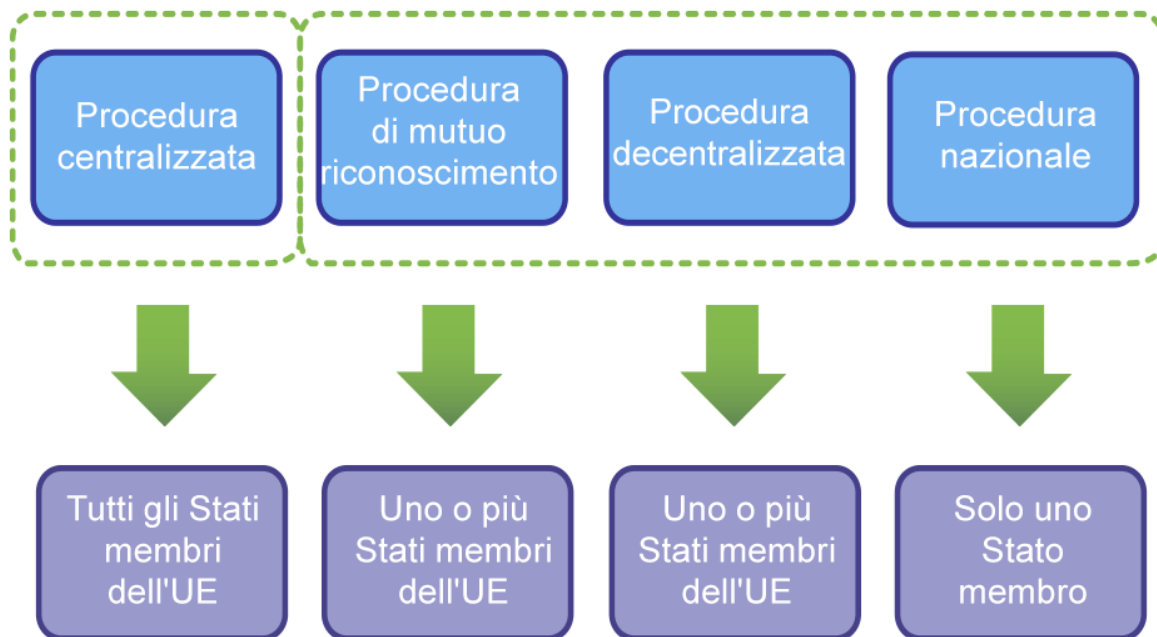 Procedura
centralizzata
Procedura
di mutuo
riconoscimento
Procedura
decentralizzata
Procedura
nazionale
Tutti gli Stati
membri
dell'UE
Uno o più
Stati membri
dell'UE
Uno o più
Stati membri
dell'UE
Solo uno
Stato
membro